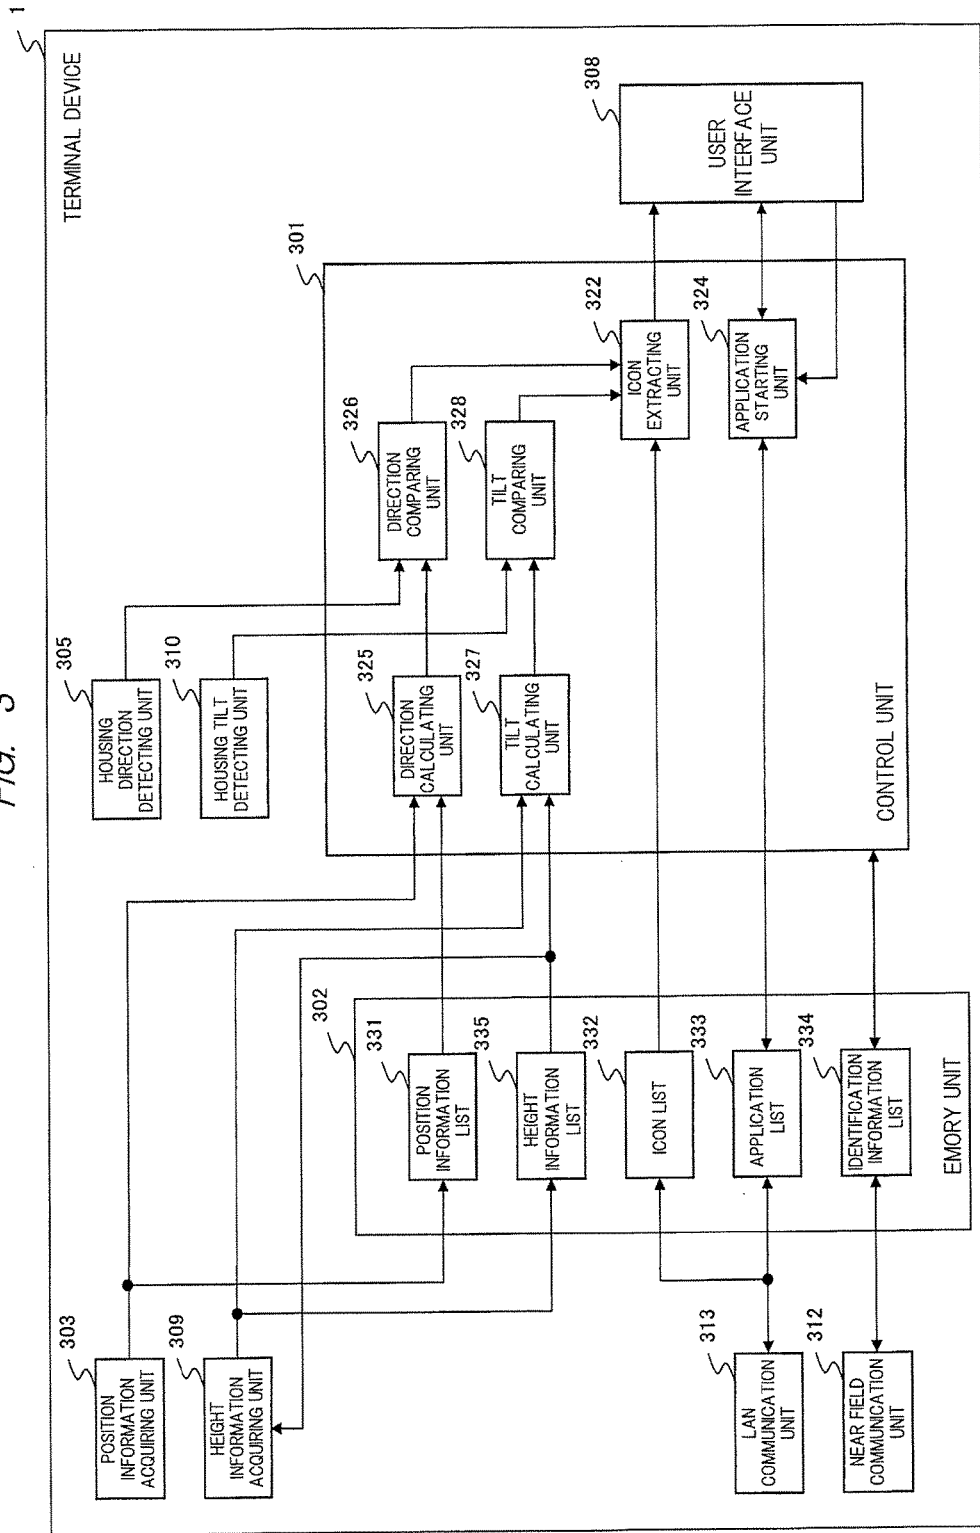 FIG. 3
1
TERMINAL DEVICE
303
POSITION
INFORMATION
ACQUIRING UNIT
309
HEIGHT
INFORMATION
ACQUIRING UNIT
313
LAN
COMMUNICATION
UNIT
312
NEAR FIELD
COMMUNICATION
UNIT
302
331
POSITION
INFORMATION
LIST
335
HEIGHT
INFORMATION
LIST
332
ICON LIST
333
APPLICATION
LIST
334
IDENTIFICATION
INFORMATION
LIST
EMORY UNIT
305
HOUSING
DIRECTION
DETECTING UNIT
310
HOUSING TILT
DETECTING UNIT
301
325
DIRECTION
CALCULATING
UNIT
327
TILT
CALCULATING
UNIT
326
DIRECTION
COMPARING
UNIT
328
TILT
COMPARING
UNIT
322
ICON
EXTRACTING
UNIT
324
APPLICATION
STARTING
UNIT
CONTROL UNIT
308
USER
INTERFACE
UNIT